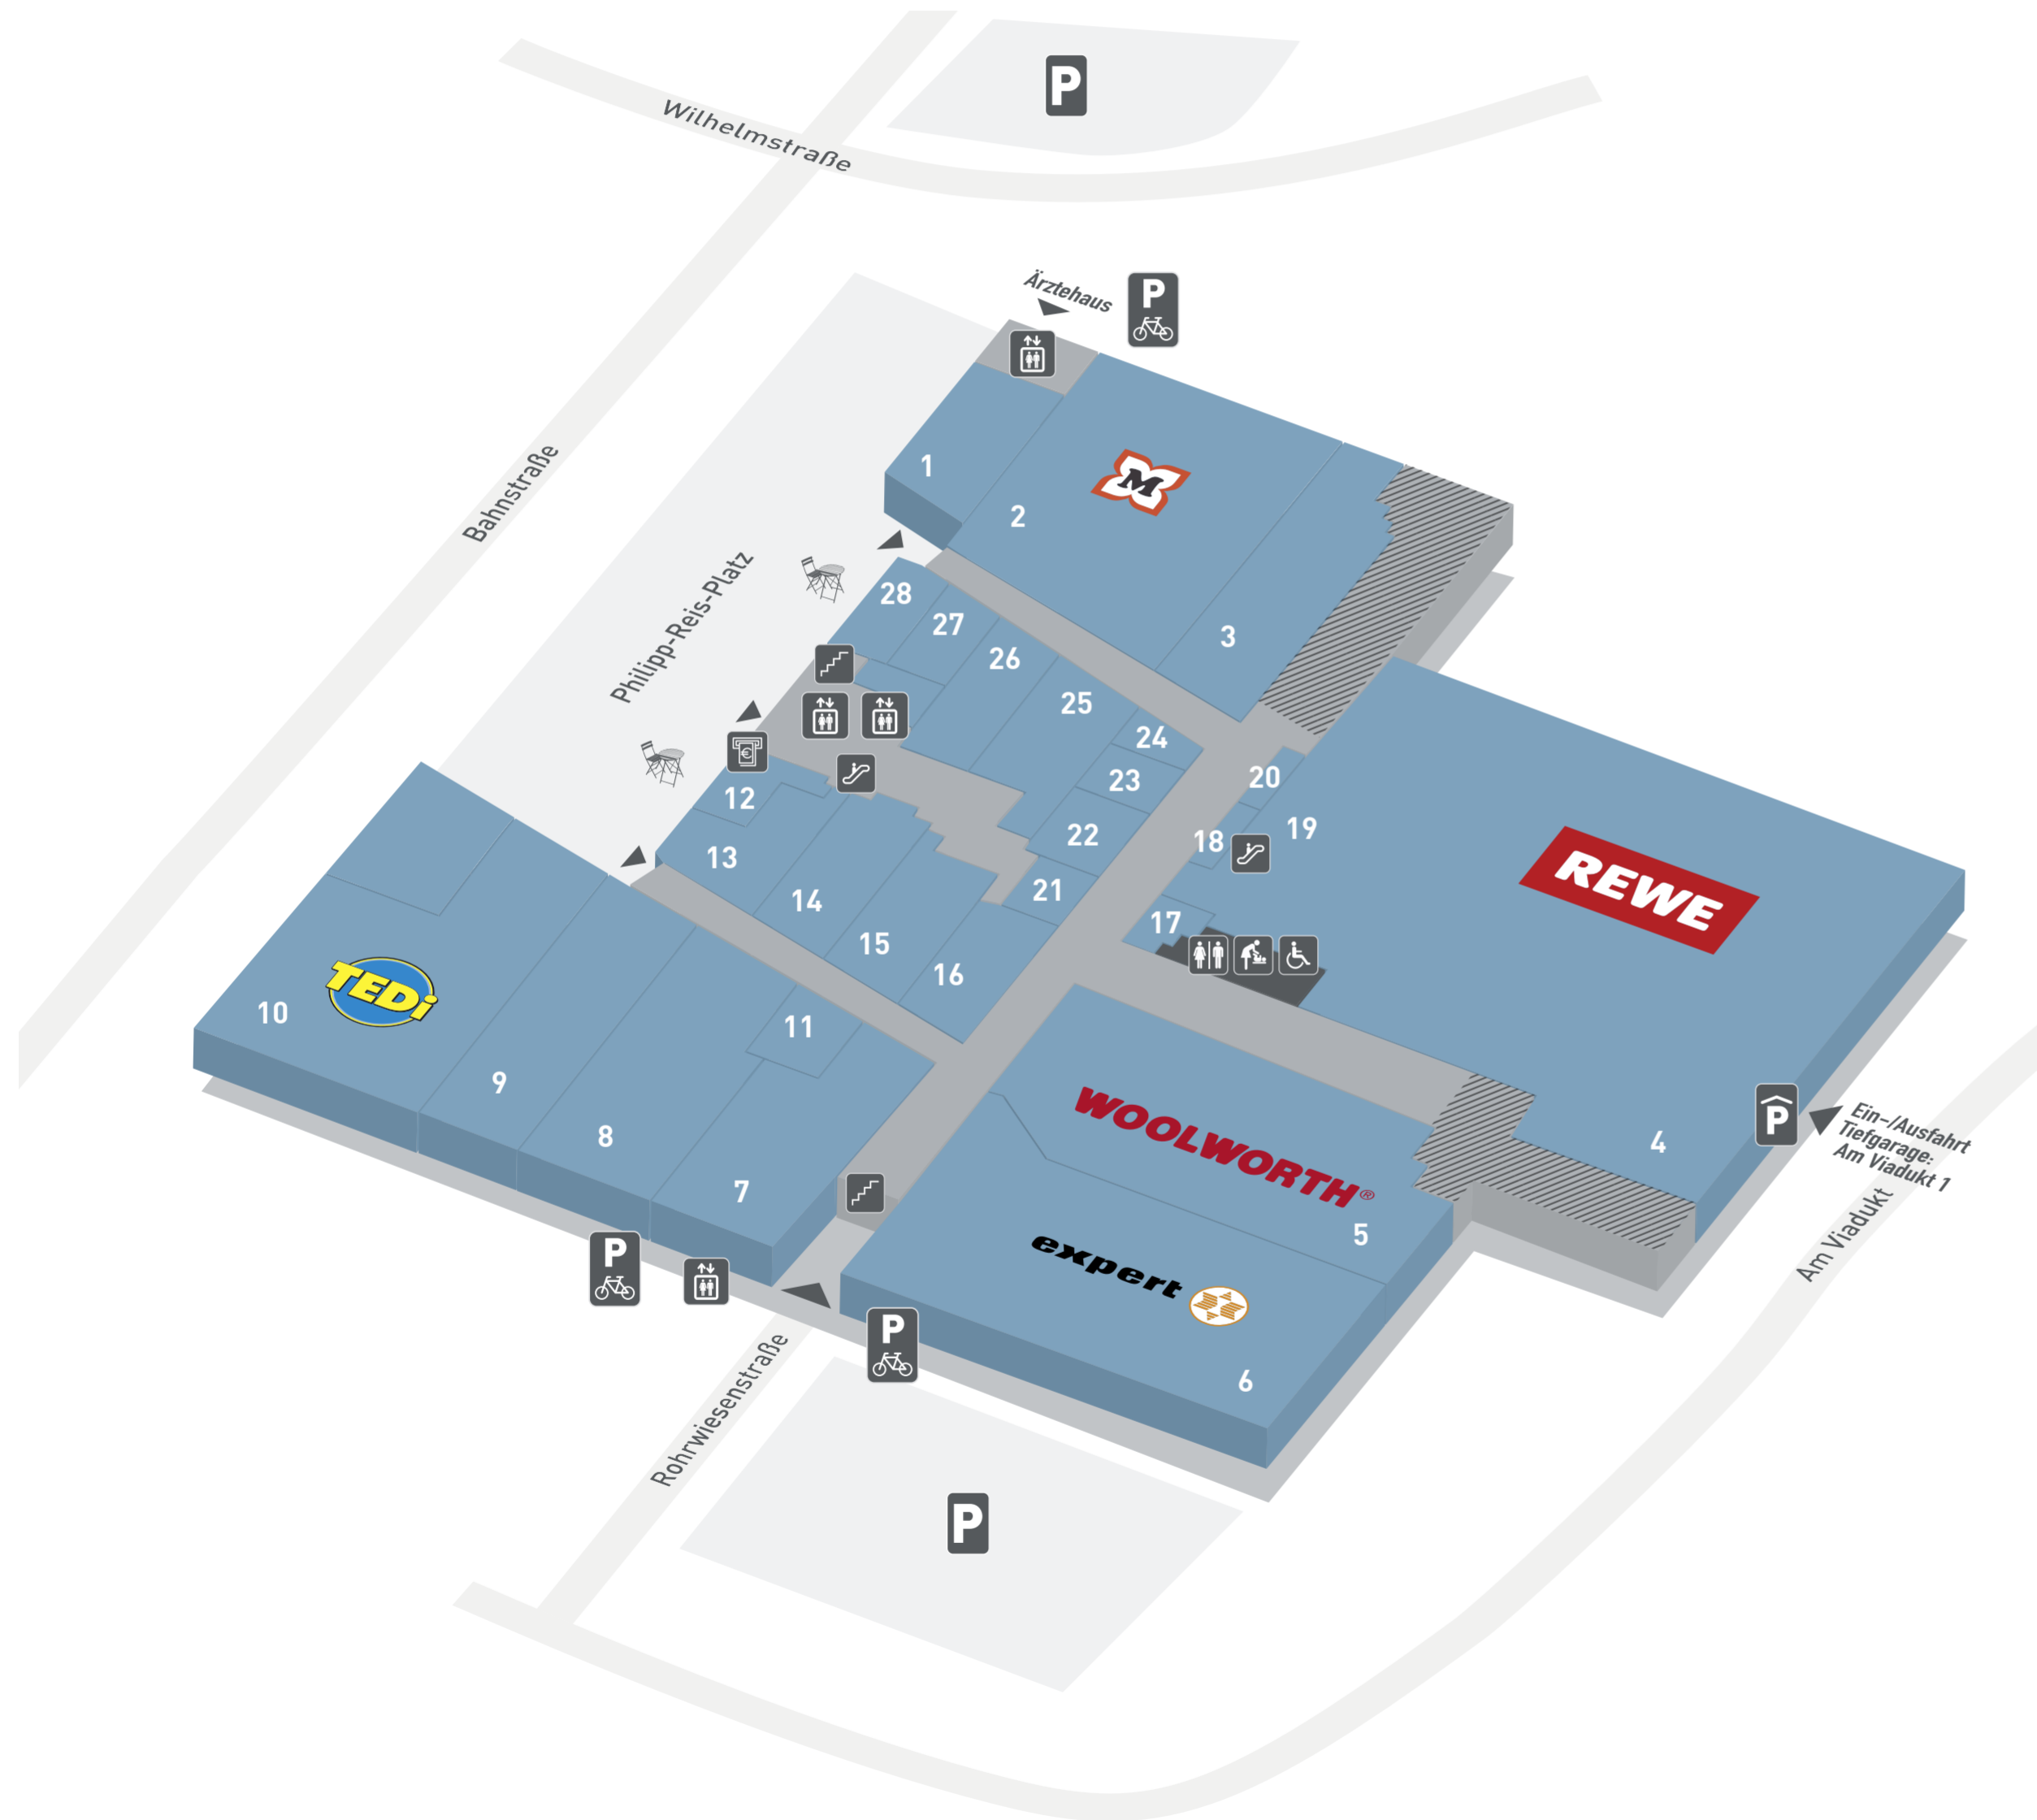 P
Wilhelmstraße
Ärztehaus
P
Bahnstraße
1
2
M
3
Philipp-Reis-Platz
28
27
26
25
24
23
22
21
20
19
18
17
12
13
14
15
16
REWE
€
TEDi
10
9
8
11
7
WOOLWORTH®
5
4
P
Ein-/Ausfahrt
Tiefgarage:
Am Viadukt 1
Am Viadukt
expert
6
P
P
Rohrwiesenstraße
P